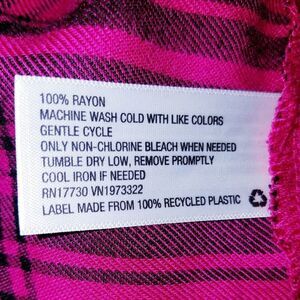 100% RAYON
MACHINE WASH COLD WITH LIKE COLORS
GENTLE CYCLE
ONLY NON-CHLORINE BLEACH WHEN NEEDED
TUMBLE DRY LOW, REMOVE PROMPTLY
COOL IRON IF NEEDED
RN17730 VN1973322
LABEL MADE FROM 100% RECYCLED PLASTIC